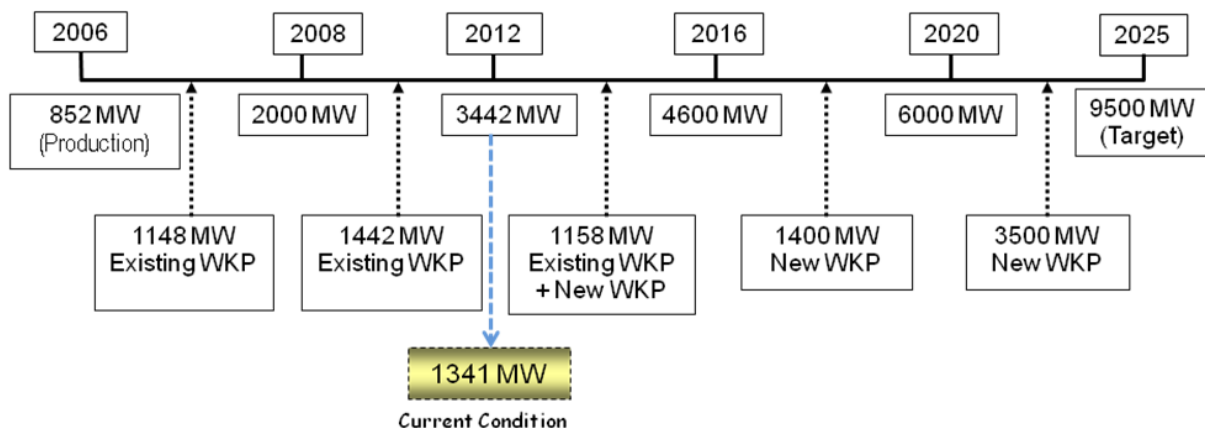 2006
2008
2012
2016
2020
2025
852 MW
(Production)
2000 MW
3442 MW
4600 MW
6000 MW
9500 MW
(Target)
1148 MW
Existing WKP
1442 MW
Existing WKP
1158 MW
Existing WKP
+ New WKP
1400 MW
New WKP
3500 MW
New WKP
1341 MW
Current Condition